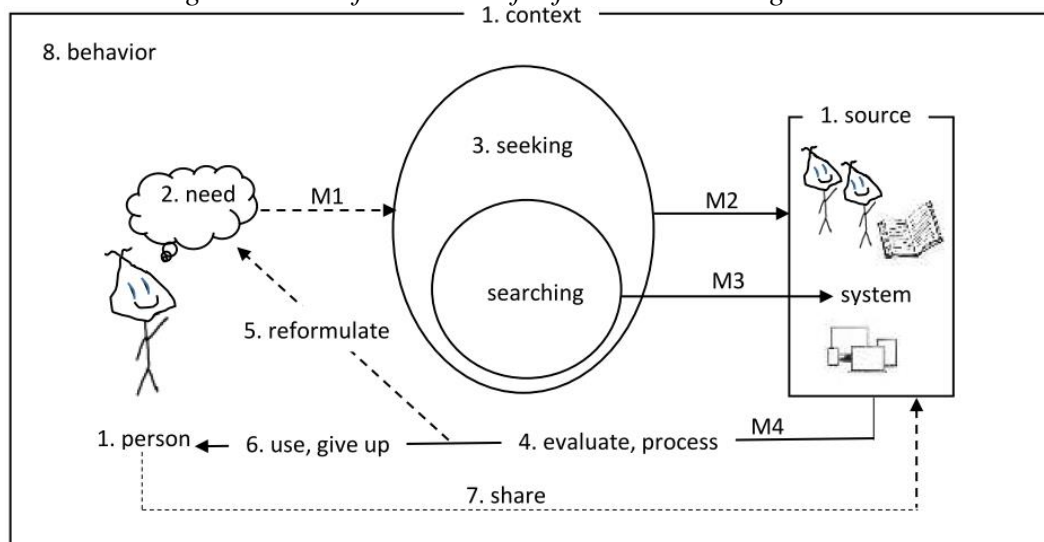 1. context
8. behavior
1. source
3. seeking
2. need
M1
M2
searching
M3
system
5. reformulate
M4
1. person
6. use, give up
4. evaluate, process
7. share